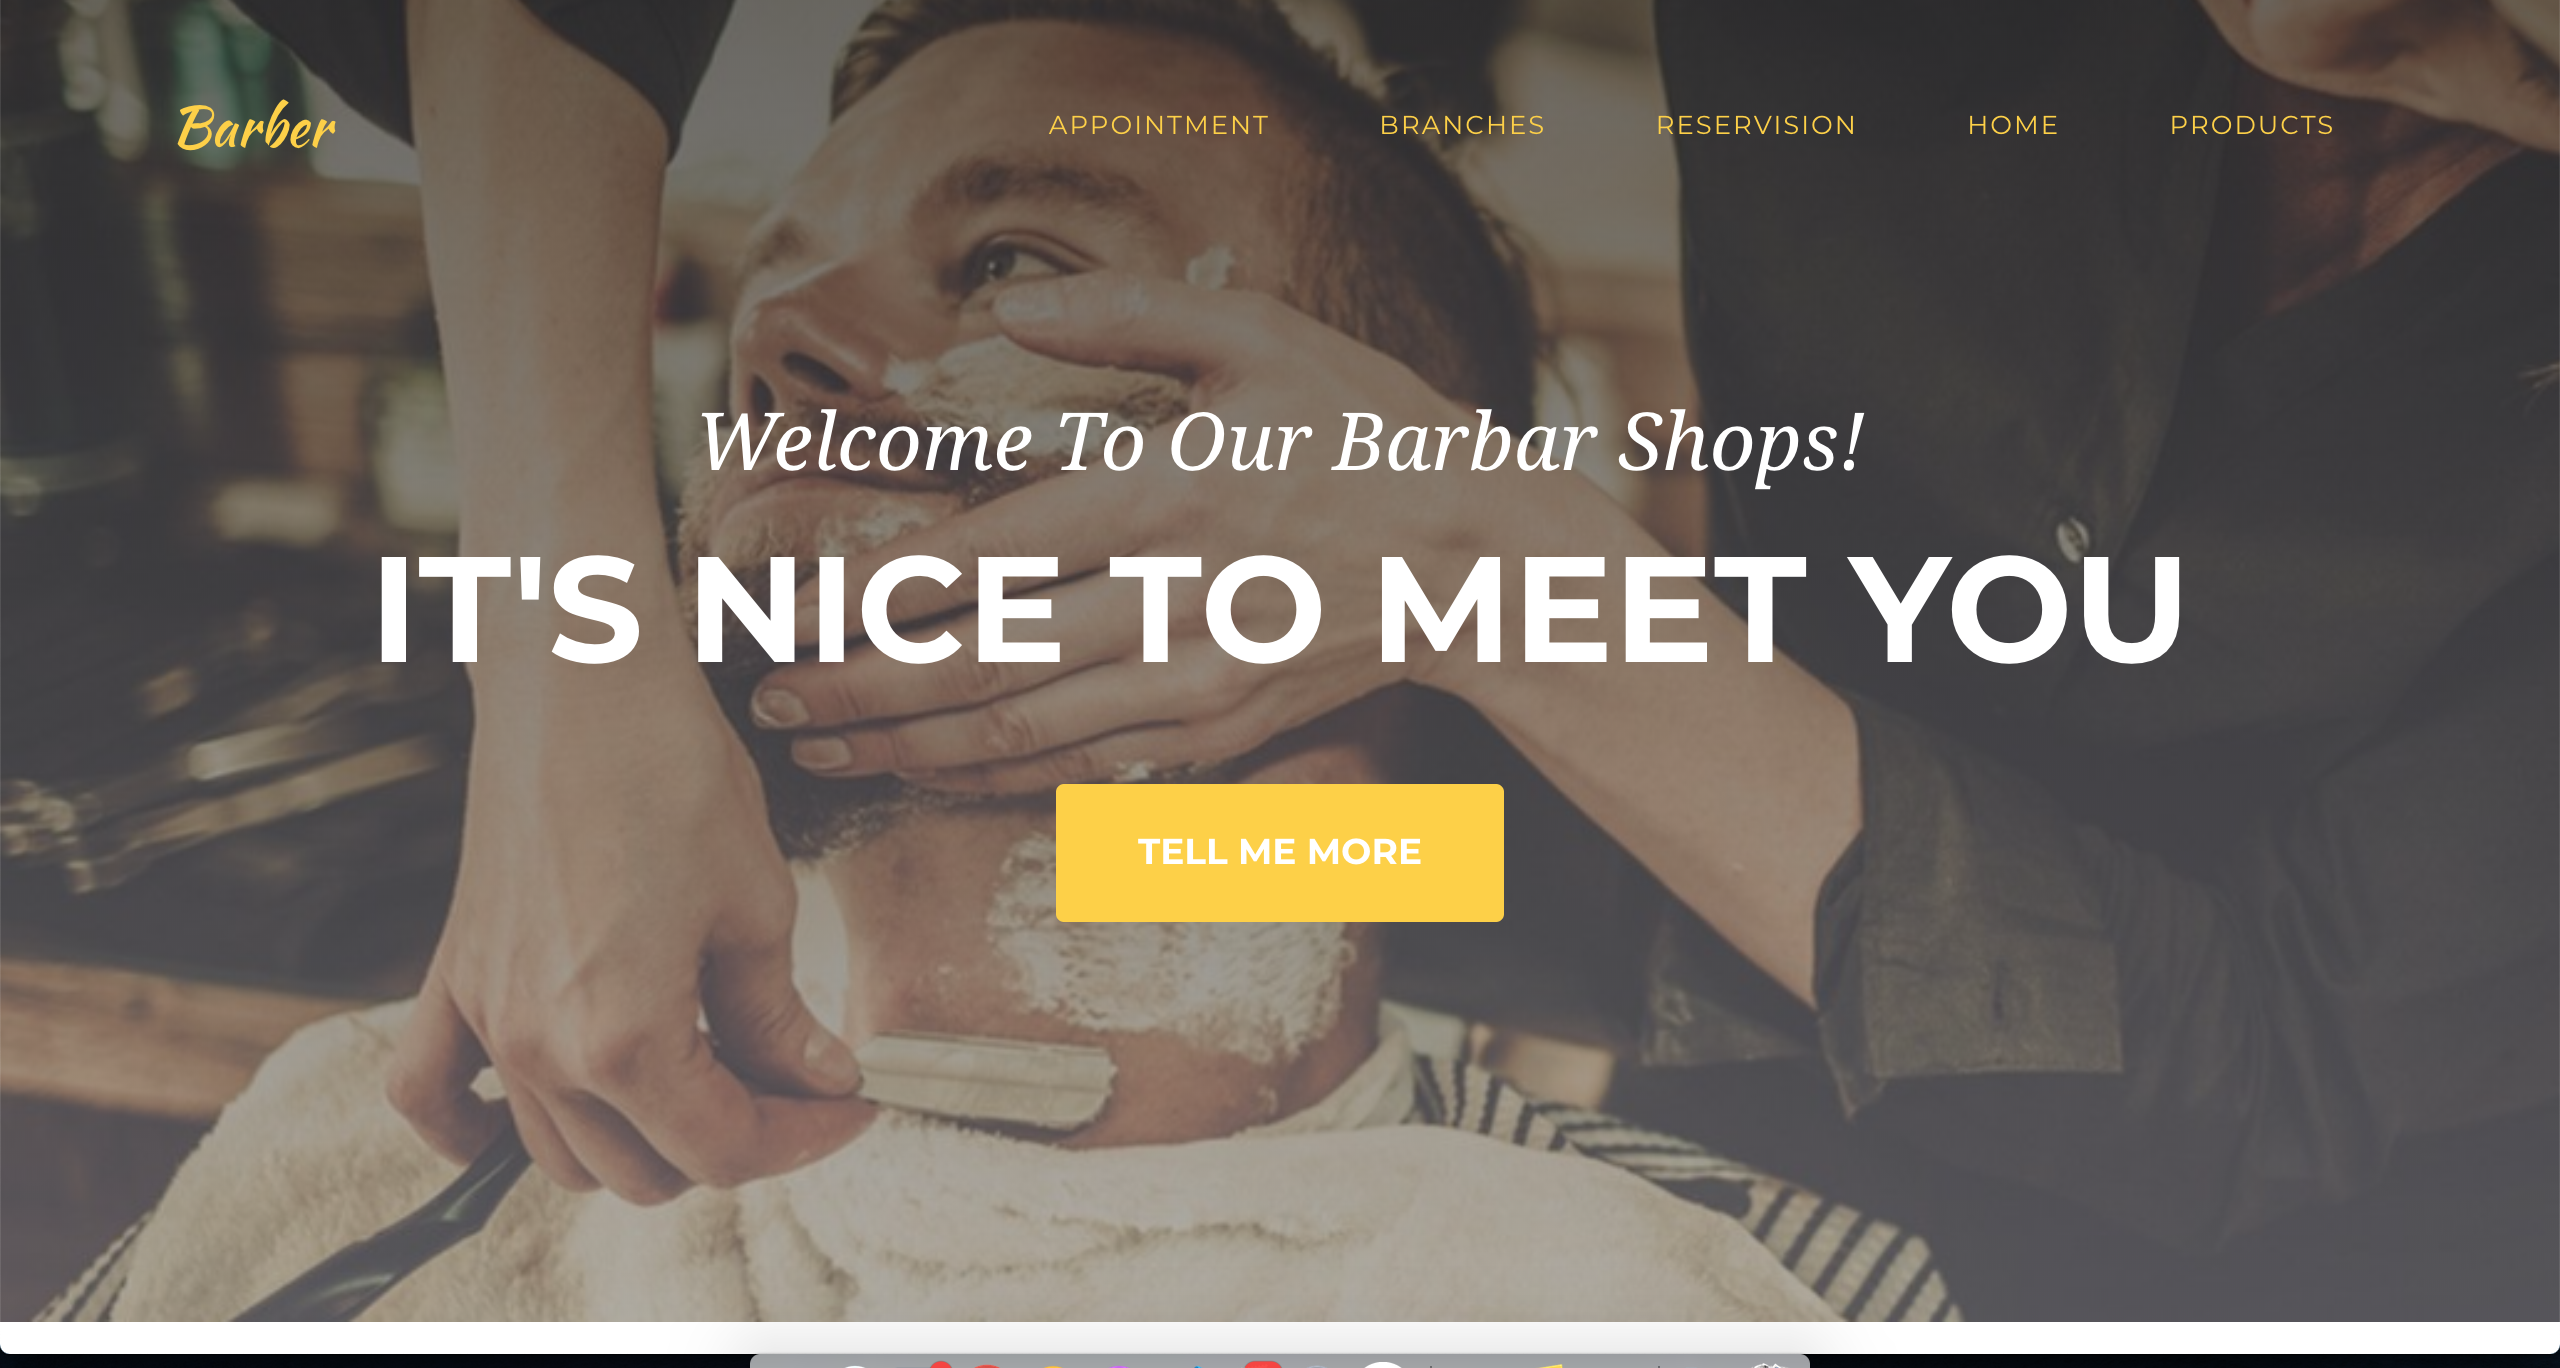 Barber
APPOINTMENT BRANCHES RESERVISION HOME PRODUCTS
Welcome To Our Barbar Shops!
IT'S NICE TO MEET YOU
TELL ME MORE